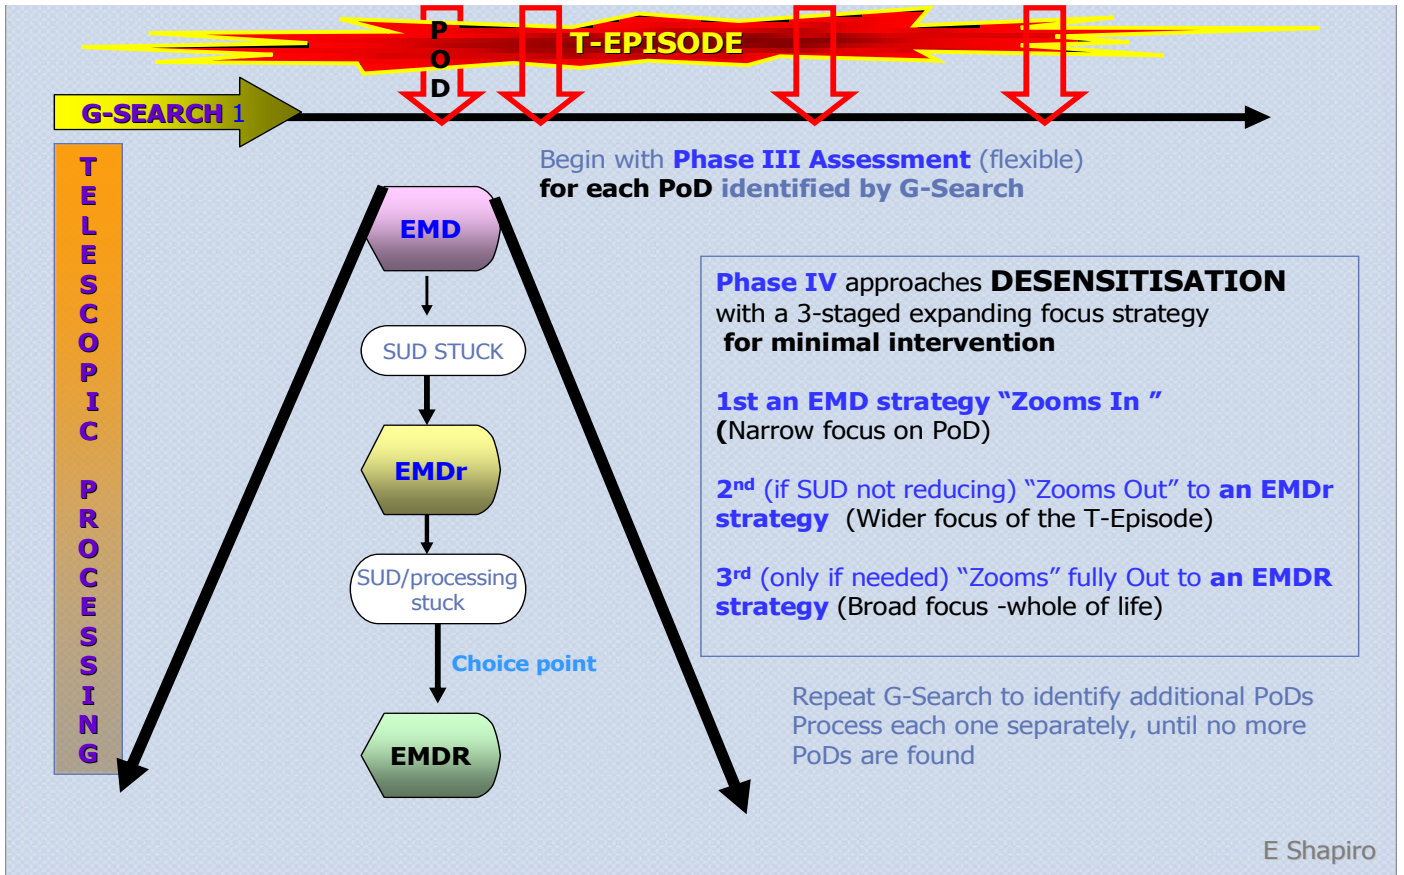 P
O
D
T-EPISODE
G-SEARCH 1
T
E
L
E
S
C
O
P
I
C
P
R
O
C
E
S
S
I
N
G
Begin with Phase III Assessment (flexible)
for each PoD identified by G-Search
EMD
SUD STUCK
EMDr
SUD/processing
stuck
Choice point
EMDR
Phase IV approaches DESENSITISATION
with a 3-staged expanding focus strategy
for minimal intervention
1st an EMD strategy “Zooms In ”
(Narrow focus on PoD)
2nd (if SUD not reducing) “Zooms Out” to an EMDr
strategy (Wider focus of the T-Episode)
3rd (only if needed) “Zooms” fully Out to an EMDR
strategy (Broad focus -whole of life)
Repeat G-Search to identify additional PoDs
Process each one separately, until no more
PoDs are found
E Shapiro